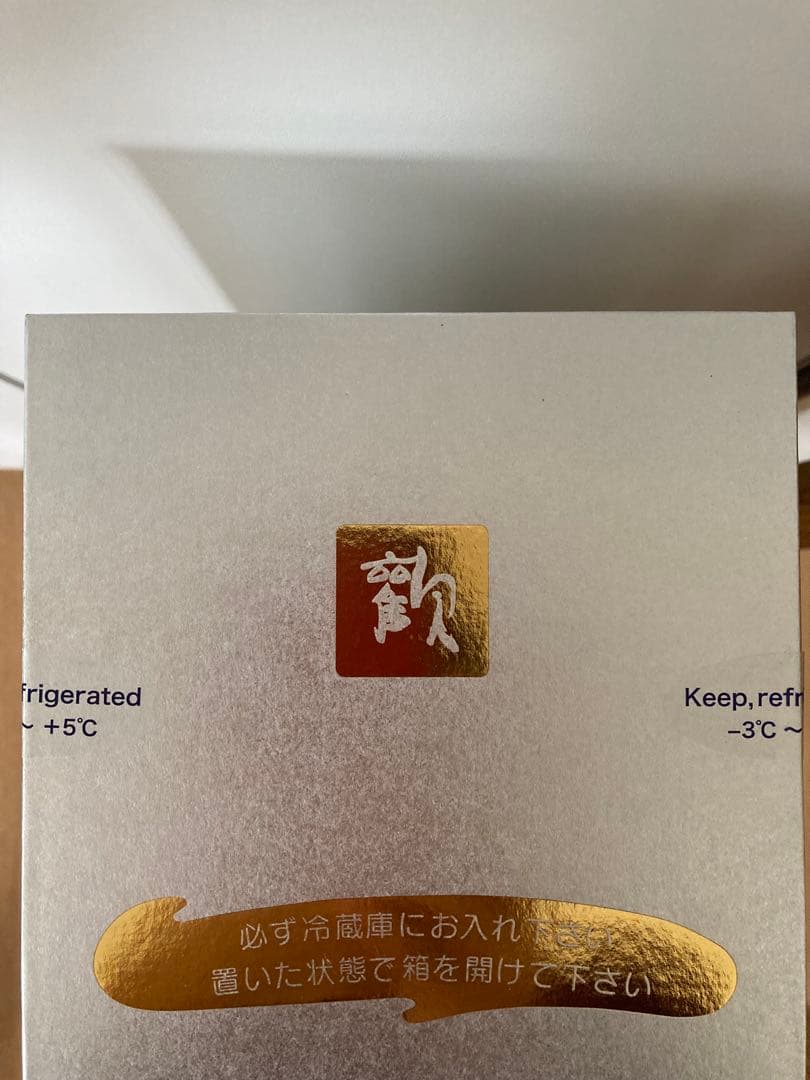 歓
frigerated
～ +5℃
Keep, refr
−3℃ ～
必ず冷蔵庫にお入れ下さい
置いた状態で箱を開けて下さい